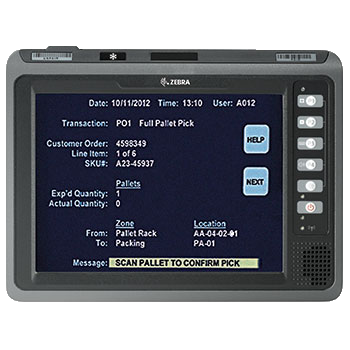 ZEBRA
Date: 10/11/2012 Time: 13:10 User: A012
Transaction: PO1 Full Pallet Pick
Customer Order: 4598349
HELP
Line Item: 1 of 6
SKU#: A23-45937
Pallets
NEXT
Exp'd Quantity: 1
Actual Quantity: 0
Zone Location
From: Pallet Rack AA-04-02-01
To: Packing PA-01
Message: SCAN PALLET TO CONFIRM PICK